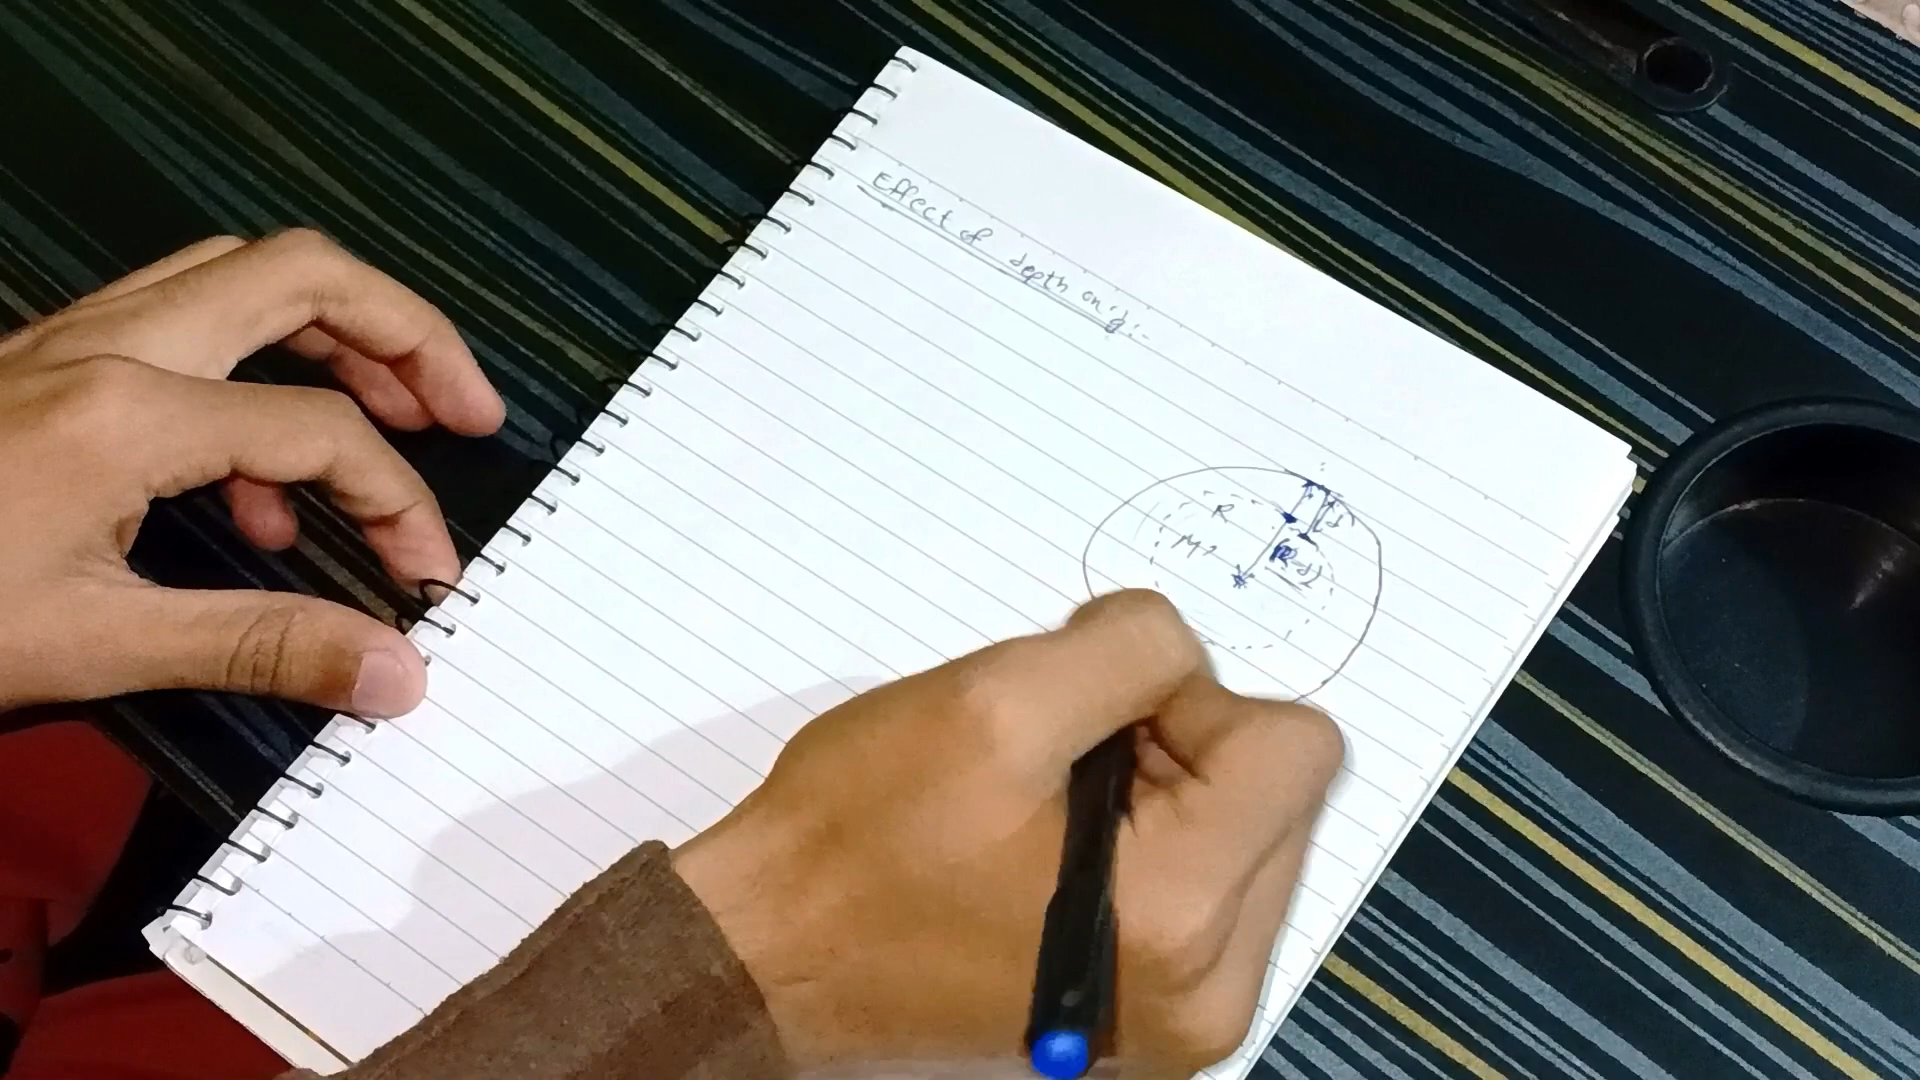 Effect of depth on 'g':-
R
d
M'
(R-d)